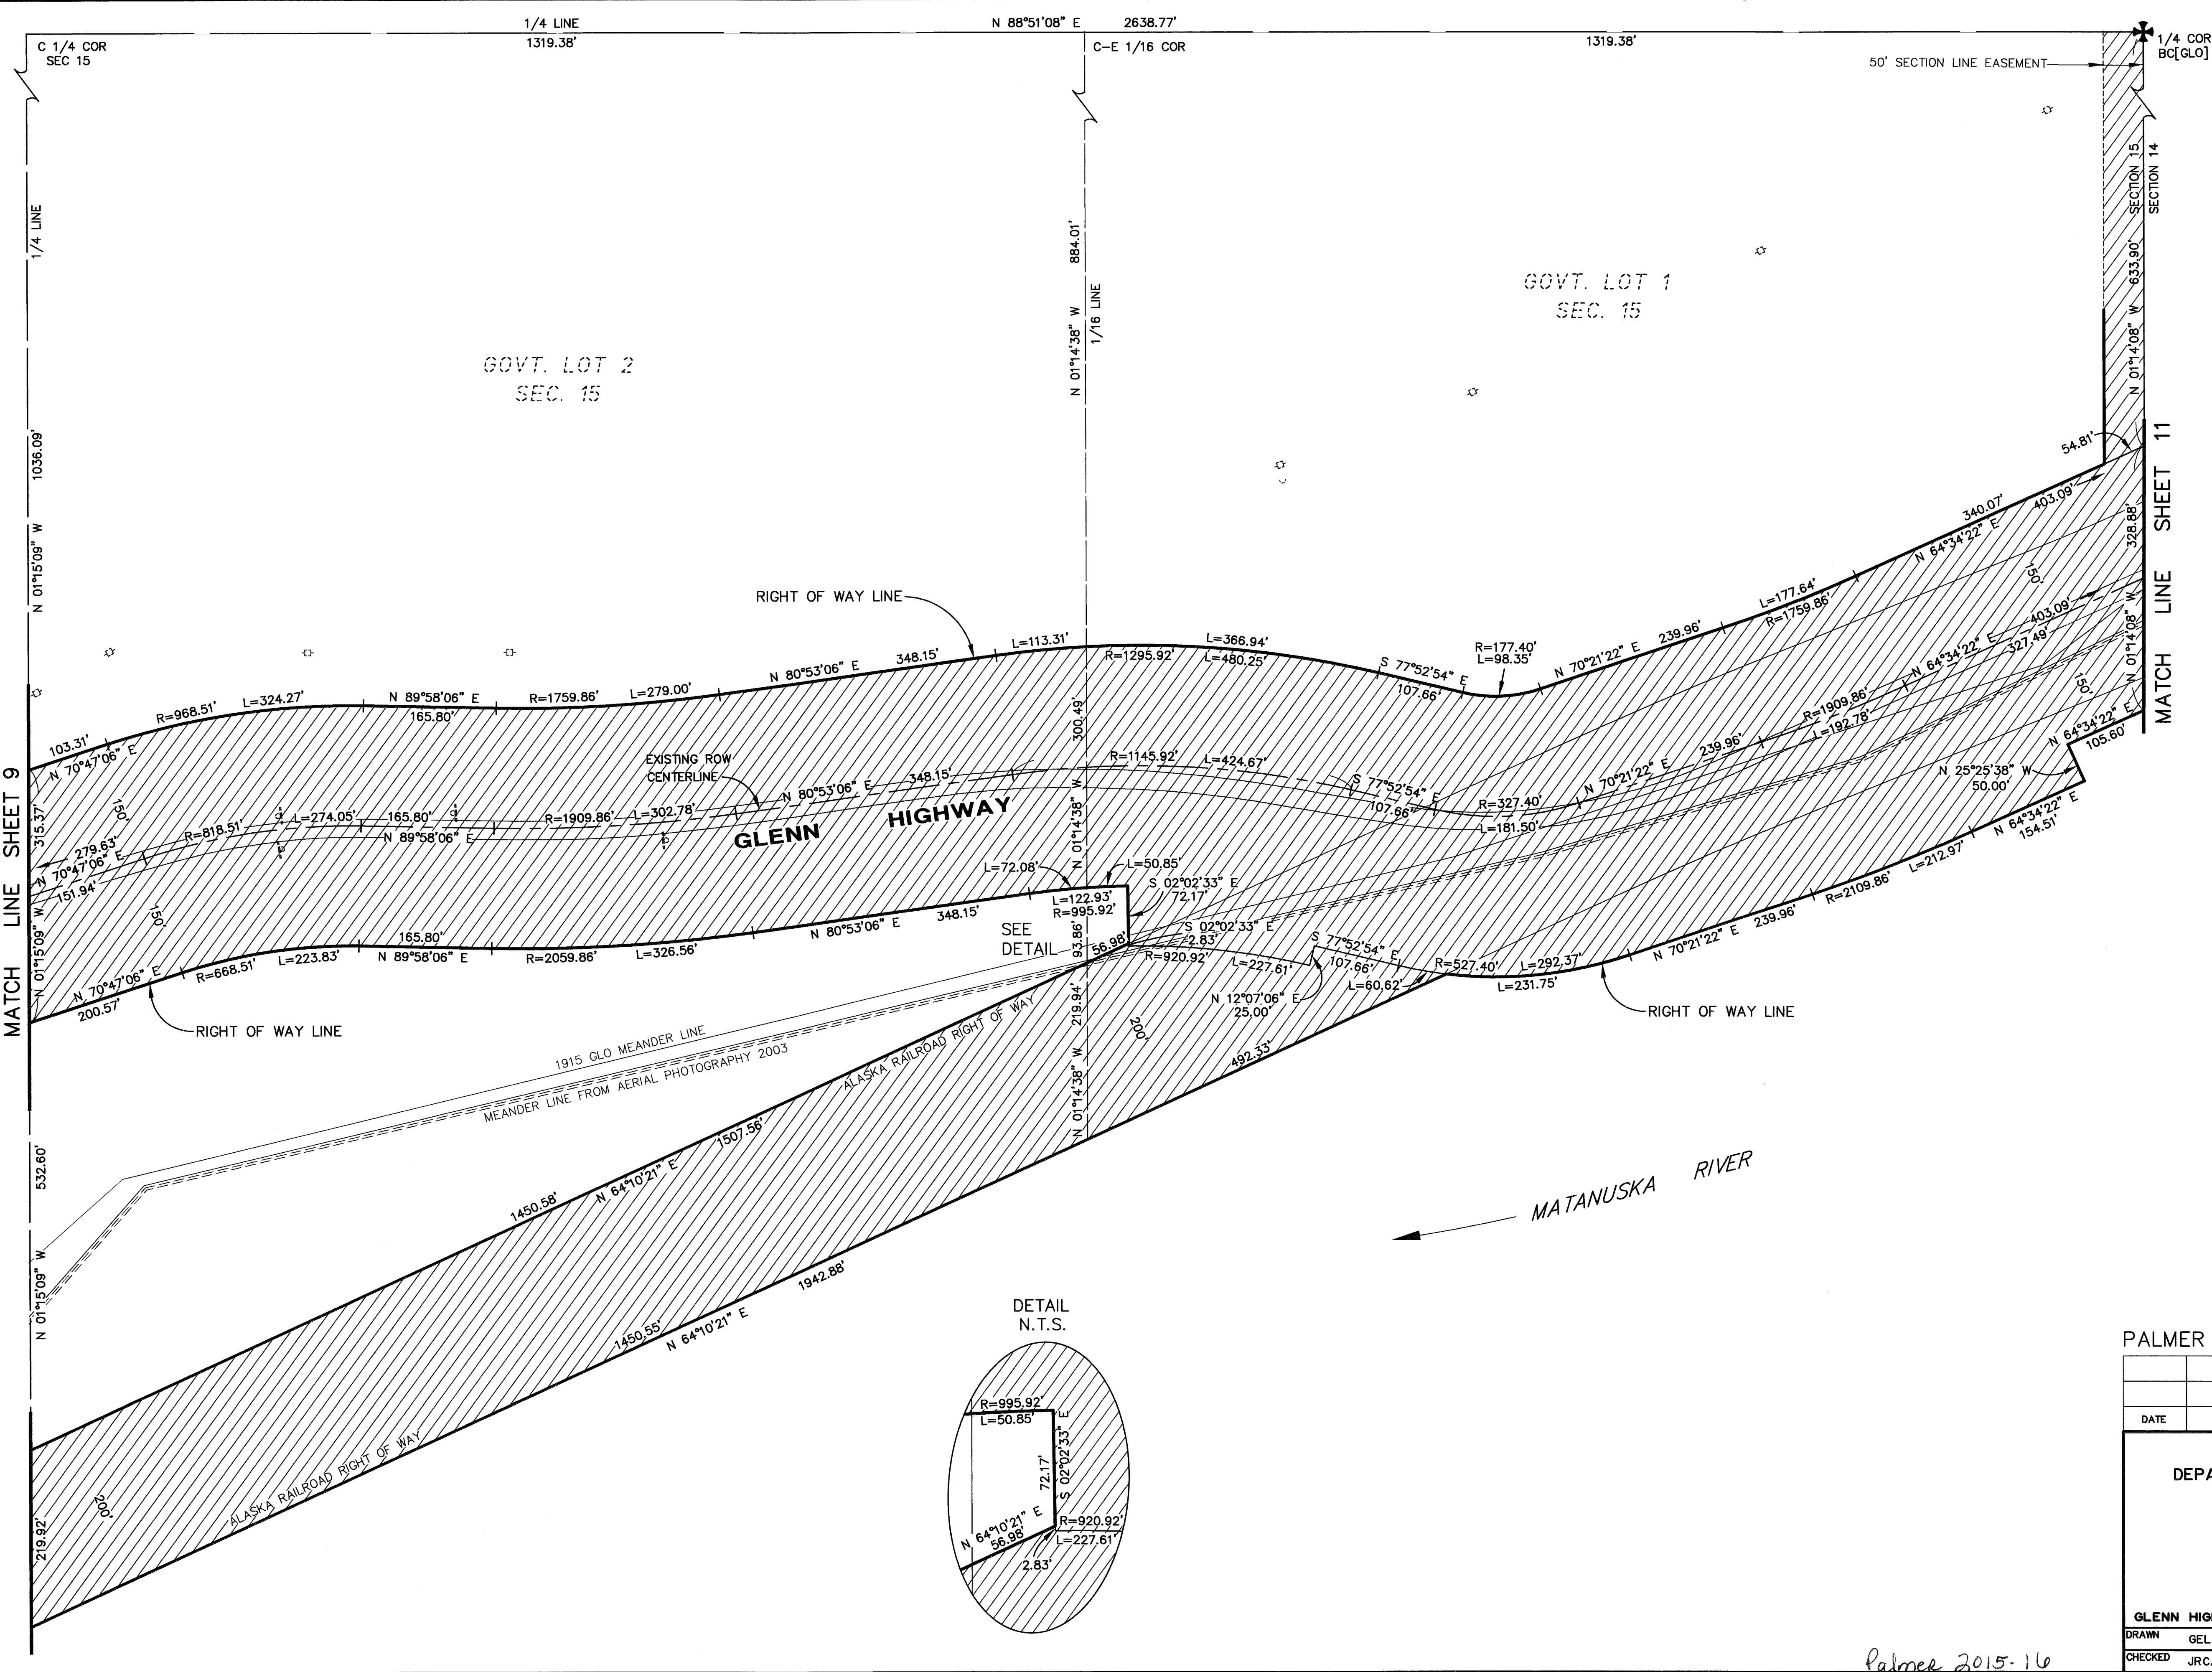 1/4 LINE
N 88°51'08" E 2638.77'
1319.38'
1319.38'
C 1/4 COR
SEC 15
C-E 1/16 COR
1/4 COR
BC[GLO]
50' SECTION LINE EASEMENT
1/4 LINE
N 01°15'09" W 1036.09'
N 01°14'38" W 884.01'
1/16 LINE
SECTION 15
SECTION 14
N 01°14'08" W 633.90'
GOVT. LOT 1
SEC. 15
GOVT. LOT 2
SEC. 15
MATCH LINE SHEET 11
54.81'
340.07'
403.09'
N 64°34'22" E
328.88'
N 01°14'08" W
RIGHT OF WAY LINE
L=177.64'
R=1759.86'
239.96'
N 70°21'22" E
R=177.40'
L=98.35'
S 77°52'54" E
107.66'
L=366.94'
R=1295.92'
L=480.25'
L=113.31'
348.15'
N 80°53'06" E
L=279.00'
R=1759.86'
N 89°58'06" E
165.80'
L=324.27'
R=968.51'
103.31'
N 70°47'06" E
MATCH LINE SHEET 9
315.37'
150'
279.63'
N 70°47'06" E
151.94'
R=818.51'
L=274.05'
165.80'
N 89°58'06" E
R=1909.86'
L=302.78'
EXISTING ROW
CENTERLINE
N 80°53'06" E
348.15'
300.49'
N 01°14'38" W
R=1145.92'
L=424.67'
S 77°52'54" E
107.66'
R=327.40'
L=181.50'
N 70°21'22" E
239.96'
R=1909.86'
L=192.78'
N 64°34'22" E
403.09'
327.49'
150'
150'
GLENN HIGHWAY
N 64°34'22" E
105.60'
N 25°25'38" W
50.00'
N 64°34'22" E
154.51'
L=212.97'
R=2109.86'
239.96'
N 70°21'22" E
L=292.37'
R=527.40'
L=231.75'
L=60.62'
S 77°52'54" E
107.66'
N 12°07'06" E
25.00'
L=227.61'
R=920.92'
S 02°02'33" E
2.83'
S 02°02'33" E
72.17'
L=50.85'
L=72.08'
L=122.93'
R=995.92'
SEE
DETAIL
93.86'
56.98'
348.15'
N 80°53'06" E
L=326.56'
R=2059.86'
165.80'
N 89°58'06" E
L=223.83'
R=668.51'
150'
N 01°15'09" W
N 70°47'06" E
200.57'
RIGHT OF WAY LINE
RIGHT OF WAY LINE
1915 GLO MEANDER LINE
MEANDER LINE FROM AERIAL PHOTOGRAPHY 2003
ALASKA RAILROAD RIGHT OF WAY
219.94'
N 01°14'38" W
200'
492.33'
1507.56'
N 64°10'21" E
1450.58'
532.60'
N 01°15'09" W
1942.88'
N 64°10'21" E
1450.55'
MATANUSKA RIVER
ALASKA RAILROAD RIGHT OF WAY
200'
219.92'
DETAIL
N.T.S.
R=995.92'
L=50.85'
72.17'
S 02°02'33" E
N 64°10'21" E
56.98'
R=920.92'
L=227.61'
2.83'
PALMER
DATE
DEPA
GLENN HIG
DRAWN GEL
CHECKED JRC
Palmer 2015-16